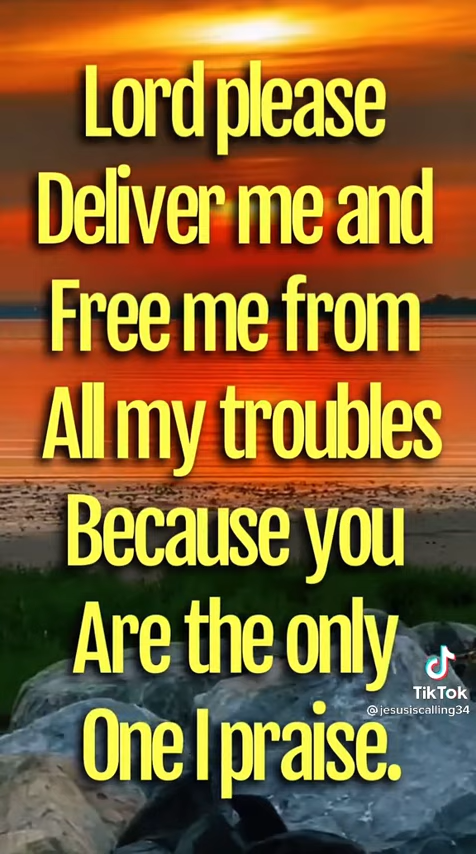 Lord please
Deliver me and
Free me from
All my troubles
Because you
Are the only
One I praise.
TikTok
@jesusiscalling34